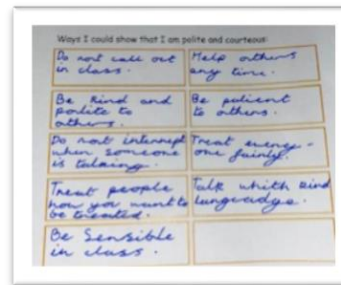 Ways I could show that I am polite and courteous:
Do not call out
in class.
Help others
any time.
Be kind and
polite to
others.
Be patient
to others.
Do not interrupt
when someone
is talking.
Treat every-
one fairly.
Treat people
how you want to
be treated.
Talk whith kind
lungeadge.
Be Sensible
in class.